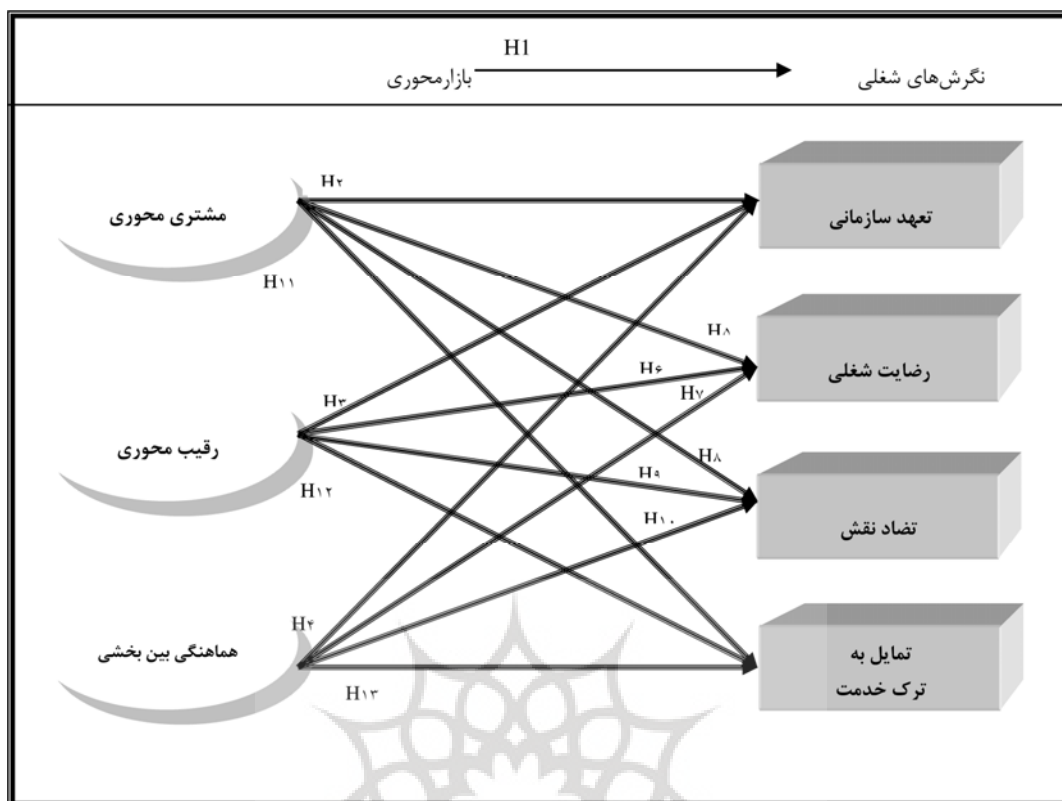 H1
نگرش‌های شغلی
بازارمحوری
تعهد سازمانی
مشتری محوری
H۲
H۱۱
H۸
رضایت شغلی
H۶
H۷
H۳
رقیب محوری
H۸
H۹
H۱۲
H۱۰
تضاد نقش
H۴
هماهنگی بین بخشی
H۱۳
تمایل به
ترک خدمت